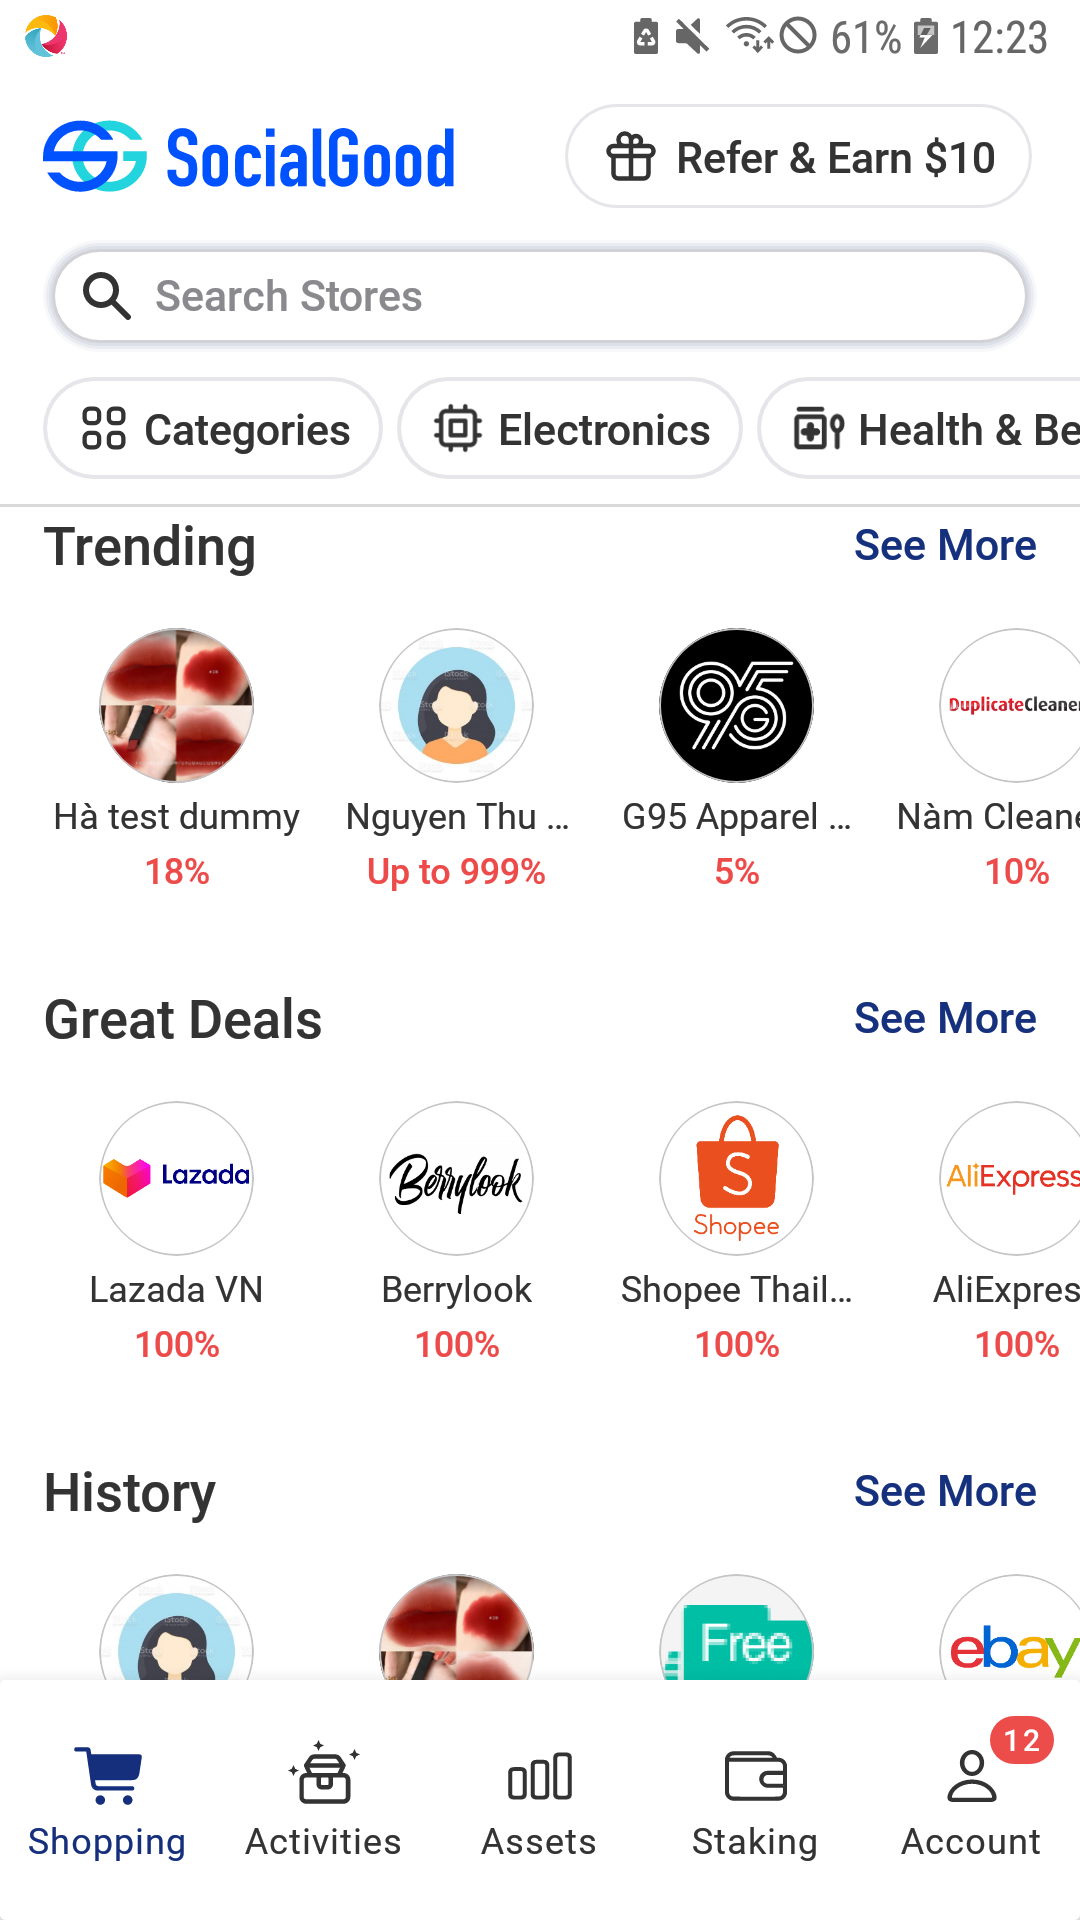 61% 12:23
SocialGood
Refer & Earn $10
Search Stores
Categories
Electronics
Health & Be
Trending
See More
95
G
DuplicateCleaner
Hà test dummy
Nguyen Thu ...
G95 Apparel ...
Nàm Cleane
18%
Up to 999%
5%
10%
Great Deals
See More
Lazada
Berrylook
S
Shopee
AliExpress
Lazada VN
Berrylook
Shopee Thail...
AliExpres
100%
100%
100%
100%
History
See More
iStock
Free
ebay
12
Shopping
Activities
Assets
Staking
Account